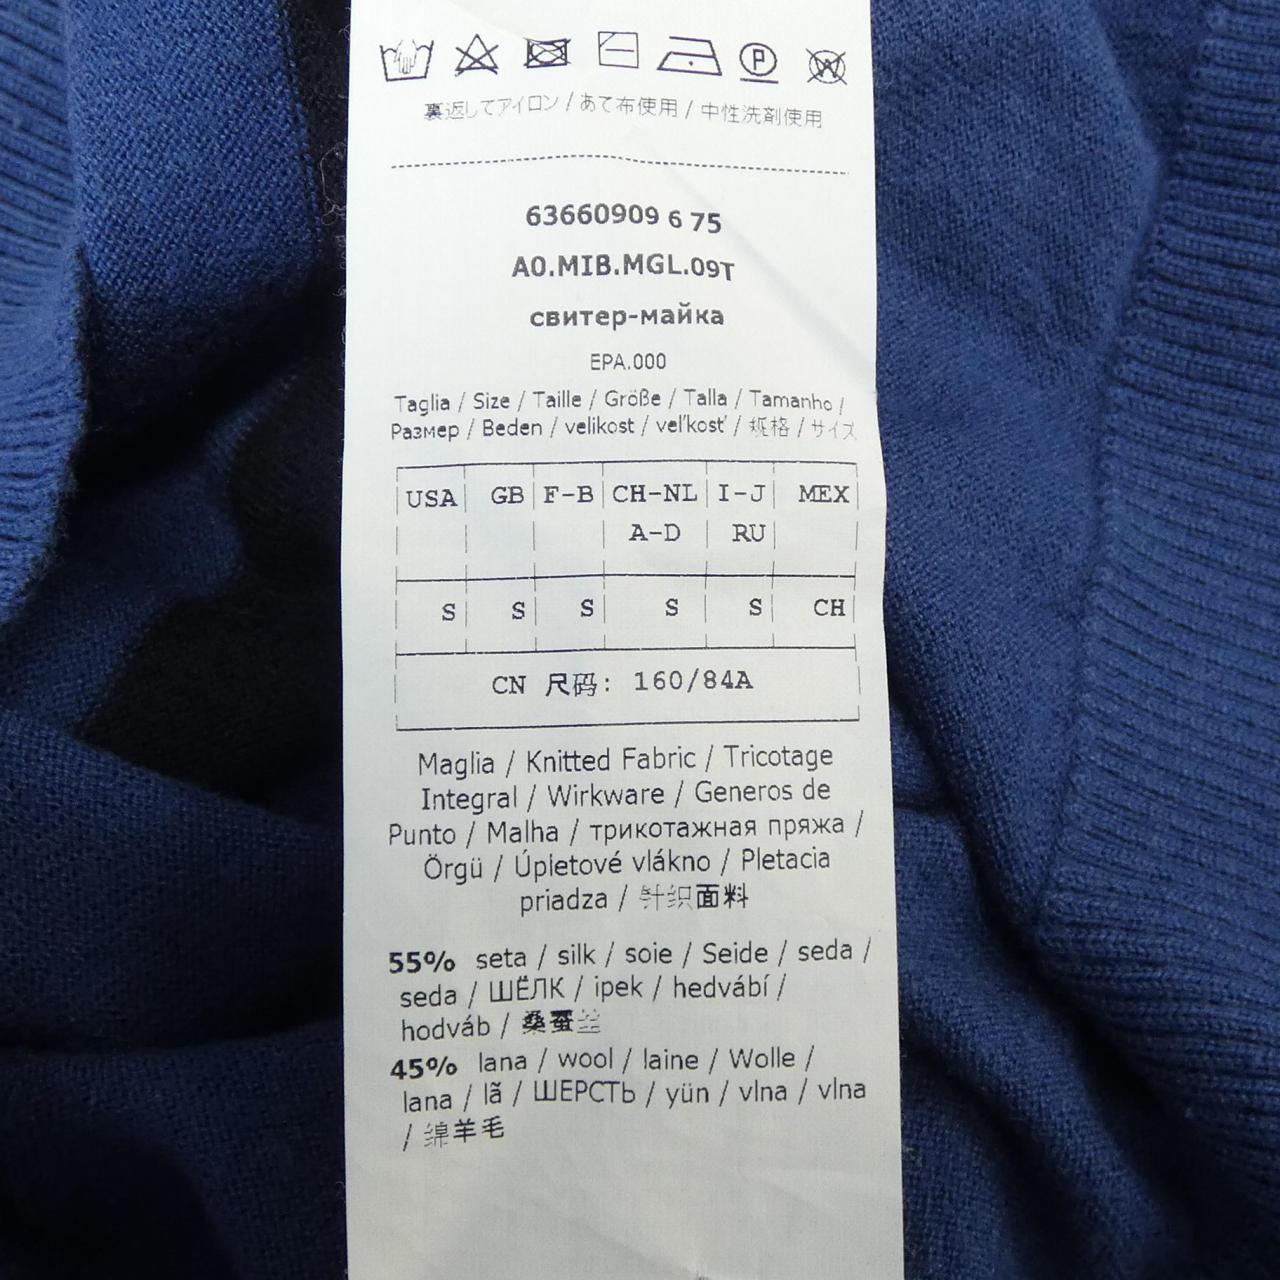 裏返してアイロン / あて布使用 / 中性洗剤使用
63660909 6 75
A0.MIB.MGL.09T
свитер-майка
EPA.000
Taglia / Size / Taille / Größe / Talla / Tamanho /
Размер / Beden / velikost / veľkosť / 规格 / サイズ
USA GB F-B CH-NL I-J MEX
A-D RU
S S S S S CH
CN 尺码: 160/84A
Maglia / Knitted Fabric / Tricotage
Integral / Wirkware / Generos de
Punto / Malha / трикотажная пряжа /
Örgü / Úpletové vlákno / Pletacia
priadza / 针织面料
55% seta / silk / soie / Seide / seda /
seda / ШЁЛК / ipek / hedvábí /
hodváb / 桑蚕丝
45% lana / wool / laine / Wolle /
lana / lã / ШЕРСТЬ / yün / vlna / vlna
/ 绵羊毛